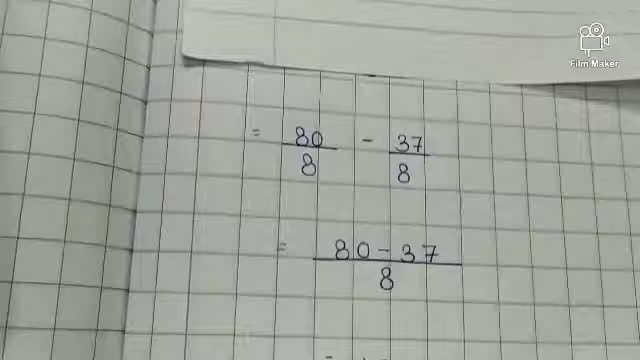 Film Maker
= 80/8 - 37/8
= 80 - 37 / 8